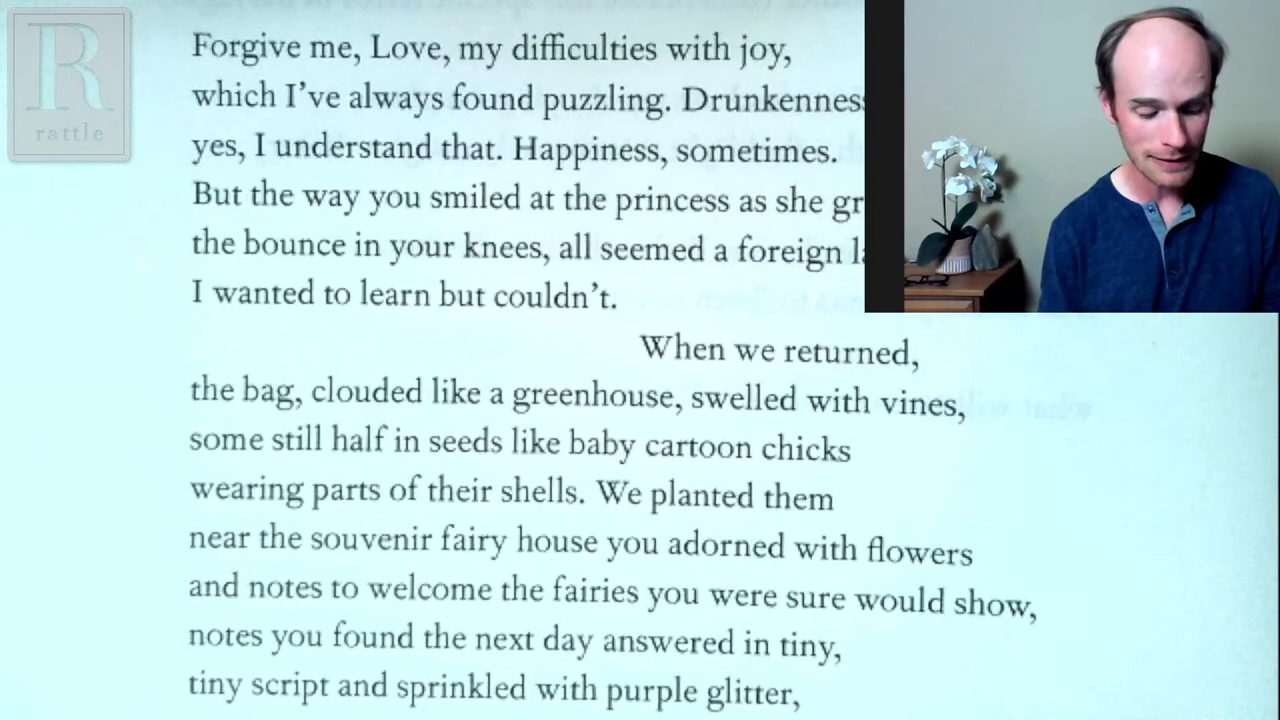 R
rattle
Forgive me, Love, my difficulties with joy,
which I've always found puzzling. Drunkenness
yes, I understand that. Happiness, sometimes.
But the way you smiled at the princess as she gr
the bounce in your knees, all seemed a foreign l
I wanted to learn but couldn't.
When we returned,
the bag, clouded like a greenhouse, swelled with vines,
some still half in seeds like baby cartoon chicks
wearing parts of their shells. We planted them
near the souvenir fairy house you adorned with flowers
and notes to welcome the fairies you were sure would show,
notes you found the next day answered in tiny,
tiny script and sprinkled with purple glitter,